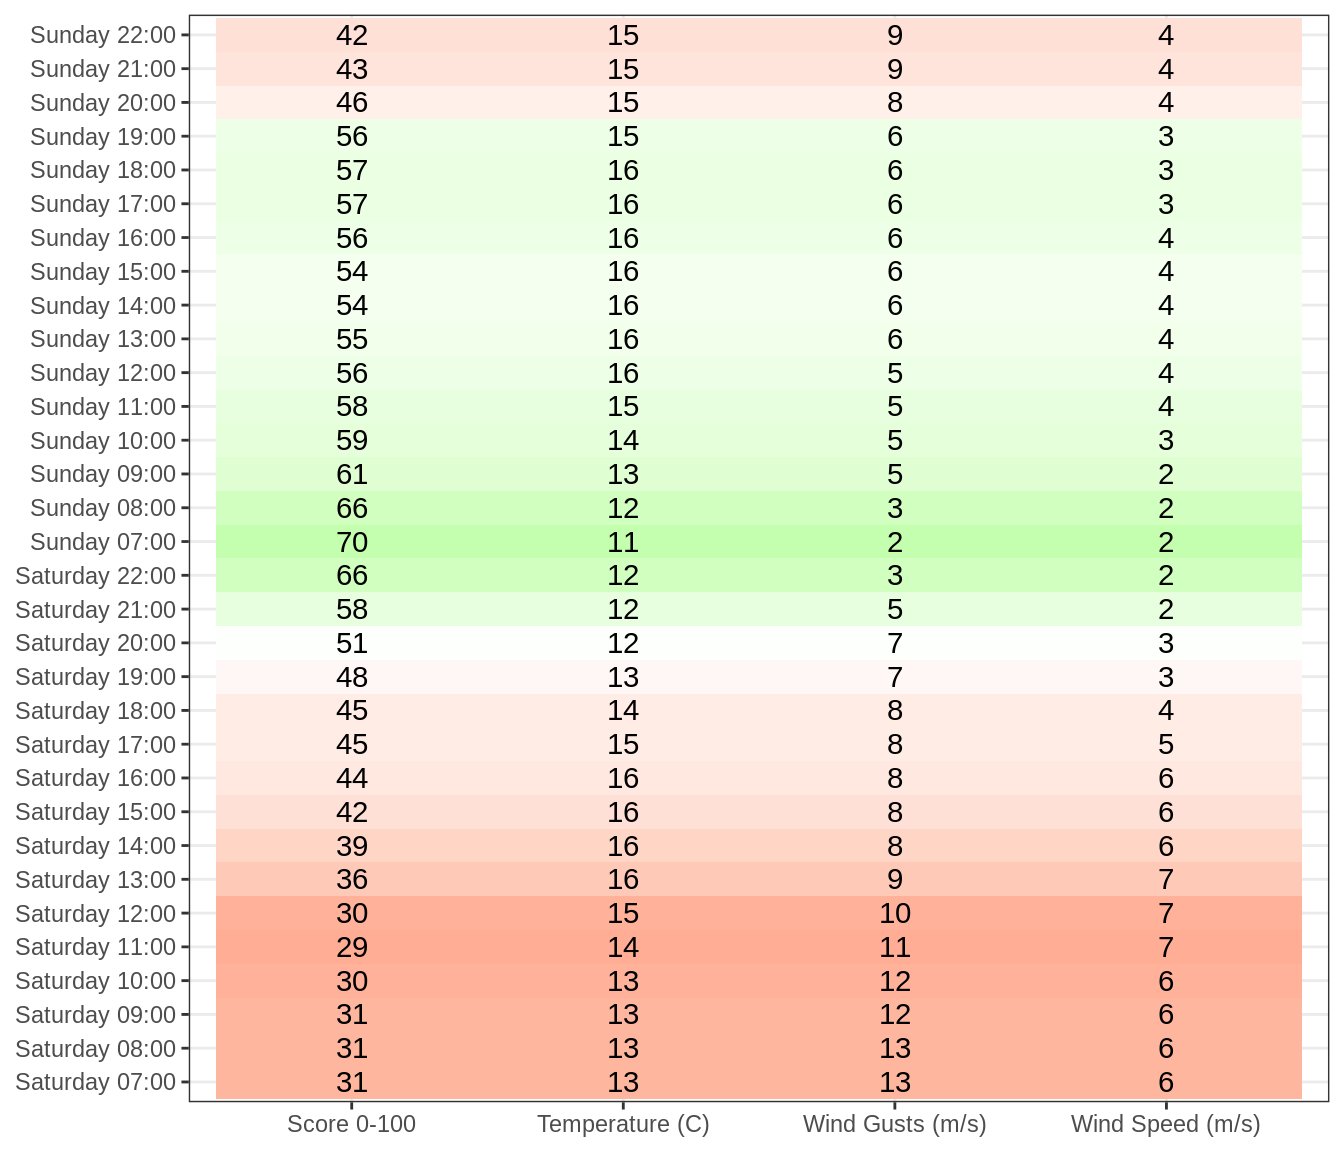 Sunday 22:00 42 15 9 4
Sunday 21:00 43 15 9 4
Sunday 20:00 46 15 8 4
Sunday 19:00 56 15 6 3
Sunday 18:00 57 16 6 3
Sunday 17:00 57 16 6 3
Sunday 16:00 56 16 6 4
Sunday 15:00 54 16 6 4
Sunday 14:00 54 16 6 4
Sunday 13:00 55 16 6 4
Sunday 12:00 56 16 5 4
Sunday 11:00 58 15 5 4
Sunday 10:00 59 14 5 3
Sunday 09:00 61 13 5 2
Sunday 08:00 66 12 3 2
Sunday 07:00 70 11 2 2
Saturday 22:00 66 12 3 2
Saturday 21:00 58 12 5 2
Saturday 20:00 51 12 7 3
Saturday 19:00 48 13 7 3
Saturday 18:00 45 14 8 4
Saturday 17:00 45 15 8 5
Saturday 16:00 44 16 8 6
Saturday 15:00 42 16 8 6
Saturday 14:00 39 16 8 6
Saturday 13:00 36 16 9 7
Saturday 12:00 30 15 10 7
Saturday 11:00 29 14 11 7
Saturday 10:00 30 13 12 6
Saturday 09:00 31 13 12 6
Saturday 08:00 31 13 13 6
Saturday 07:00 31 13 13 6
Score 0-100 Temperature (C) Wind Gusts (m/s) Wind Speed (m/s)